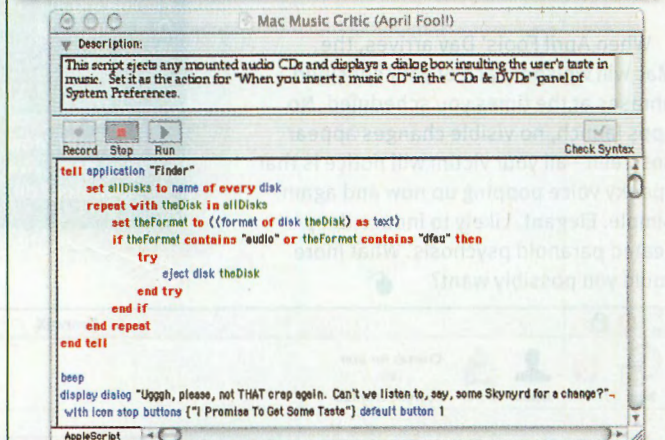 Mac Music Critic (April Fool!)
Description:
This script ejects any mounted audio CDs and displays a dialog box insulting the user's taste in
music. Set it as the action for "When you insert a music CD" in the "CDs & DVDs" panel of
System Preferences.
Record Stop Run Check Syntax
tell application "Finder"
set allDisks to name of every disk
repeat with theDisk in allDisks
set theFormat to ((format of disk theDisk) as text)
if theFormat contains "audio" or theFormat contains "dfau" then
try
eject disk theDisk
end try
end if
end repeat
end tell
beep
display dialog "Ugggh, please, not THAT crap again. Can't we listen to, say, some Skynyrd for a change?"¬
with icon stop buttons {"I Promise To Get Some Taste"} default button 1
AppleScript